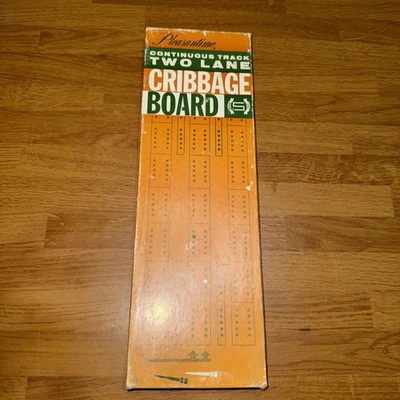 Pleasantime
CONTINUOUS TRACK
TWO LANE
CRIBBAGE
BOARD S